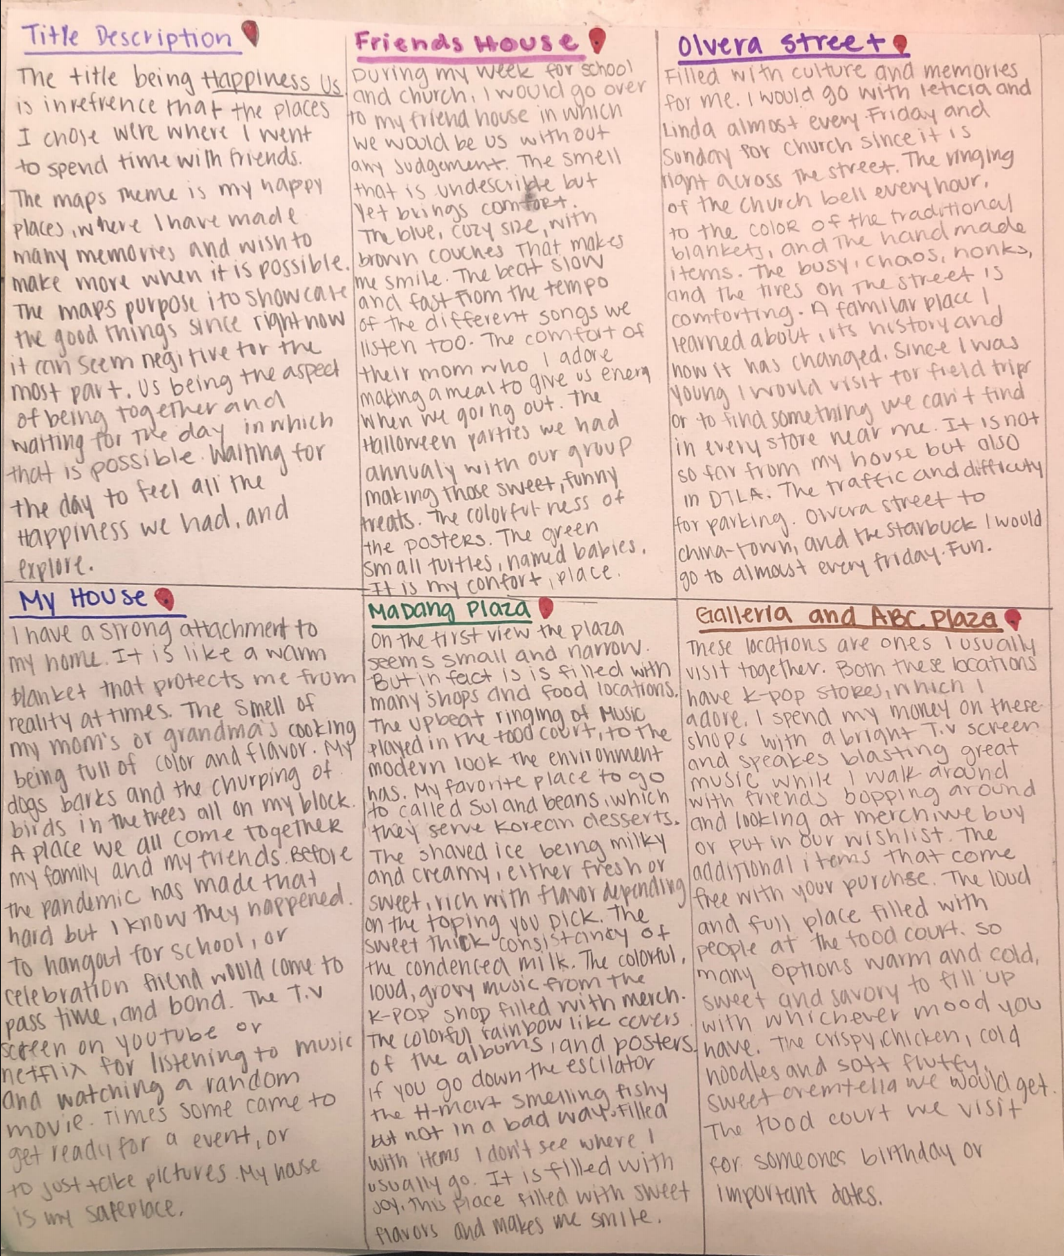 Title Description
The title being Happiness Us
is in refrence that the places
I chose were where I went
to spend time with friends.
The maps theme is my happy
places, where I have made
many memories and wish to
make more when it is possible.
The maps purpose is to showcate
the good things since right now
it can seem negitive for the
most part. Us being the aspect
of being together and
waiting for the day in which
that is possible. Waiting for
the day to feel all the
Happiness we had, and
explore.
Friends House
During my week for school
and church, I would go over
to my friend house in which
we would be us without
any judgement. The smell
that is undescrible but
yet brings comfort.
The blue, cozy size, with
brown couches that makes
me smile. The beat slow
and fast from the tempo
of the different songs we
listen too. The comfort of
their mom who I adore
making a meal to give us energy
when we going out. The
Halloween parties we had
annualy with our group
making those sweet, funny
treats. The colorful ness of
the posters. The green
small turtles, named babies.
It is my confort, place.
Olvera Street
Filled with culture and memories
for me. I would go with leticia and
Linda almost every Friday and
Sunday for church since it is
right across the street. The ringing
of the church bell every hour,
to the color of the traditional
blankets, and the hand made
items. The busy, chaos, honks,
and the tires on the street is
comforting. A familar place I
learned about, its history and
how it has changed. Since I was
young I would visit for field trips
or to find something we can't find
in every store near me. It is not
so far from my house but also
in DTLA. The traffic and difficuty
for parking. Olvera street to
china-town, and the starbuck I would
go to almost every friday. Fun.
My House
I have a strong attachment to
my home. It is like a warm
blanket that protects me from
reality at times. The smell of
my mom's or grandma's cooking
being full of color and flavor. My
dogs barks and the churping of
birds in the trees all on my block.
A place we all come together
my family and my friends. Before
the pandemic has made that
hard but I know they happened.
To hangout for school, or
celebration friend would come to
pass time, and bond. The T.V
screen on youtube or
netflix for listening to music
and watching a random
movie. Times some came to
get ready for a event, or
to just take pictures. My house
is my safeplace.
Madang Plaza
On the first view the plaza
seems small and narrow.
But in fact is is filled with
many shops and food locations.
The upbeat ringing of Music
played in the food court, to the
modern look the environment
has. My favorite place to go
to called Sul and beans, which
they serve Korean desserts.
The shaved ice being milky
and creamy, either fresh or
sweet, rich with flavor depending
on the toping you pick. The
sweet thick consistancy of
the condenced milk. The colorful,
loud, grovy music from the
K-POP shop filled with merch.
The colorful rainbow like covers
of the albums, and posters.
If you go down the escilator
the H-mart smelling fishy
but not in a bad way. filled
with items I don't see where I
usually go. It is filled with
joy. This place filled with sweet
flavors and makes me smile.
Galleria and ABC Plaza
These locations are ones I usually
visit together. Both these locations
have K-pop stores, which I
adore. I spend my money on these
shops with a bright T.V screen
and speakes blasting great
music while I walk around
with friends bopping around
and looking at merch we buy
or put in our wishlist. The
additional items that come
free with your purchse. The loud
and full place filled with
people at the food court. So
many options warm and cold,
sweet and savory to fill up
with whichever mood you
have. The crispy chicken, cold
noodles and soft fluffy,
sweet cremtella we would get.
The food court we visit
for someones birthday or
important dates.